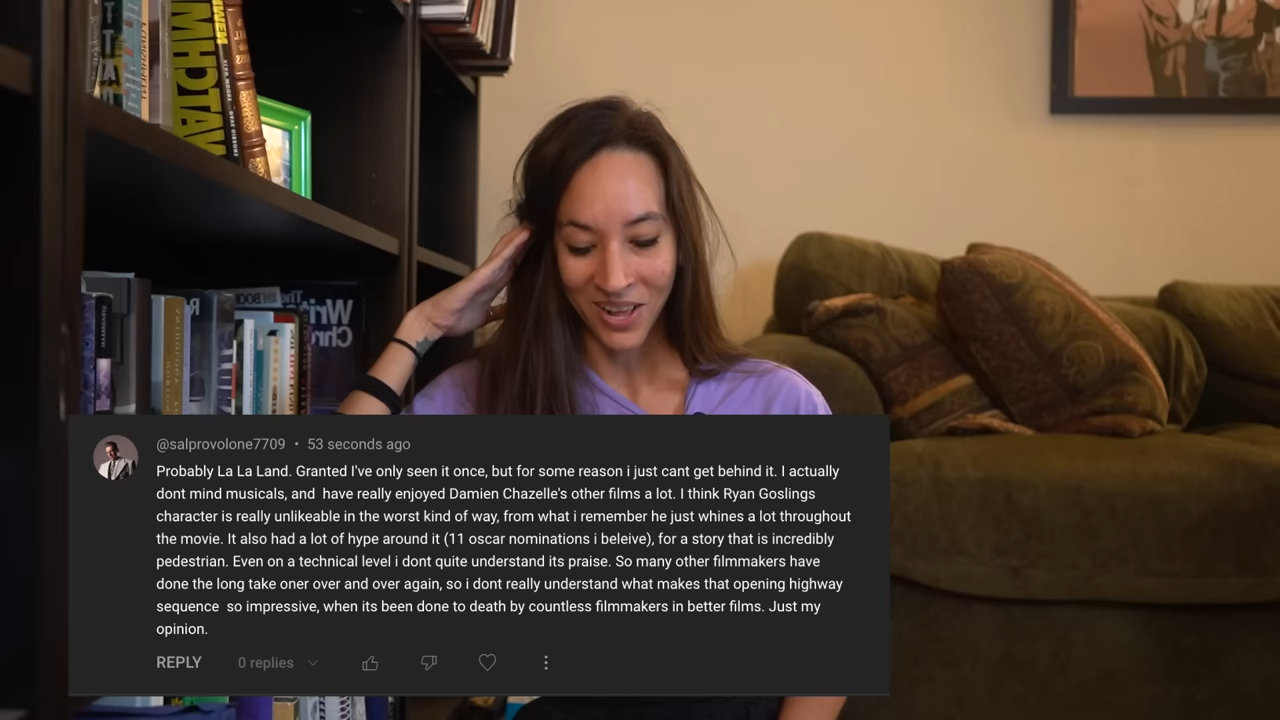 WATCHMEN
ALAN MOORE DAVE GIBBONS
Writ
@salprovolone7709 • 53 seconds ago
Probably La La Land. Granted I've only seen it once, but for some reason i just cant get behind it. I actually
dont mind musicals, and  have really enjoyed Damien Chazelle's other films a lot. I think Ryan Goslings
character is really unlikeable in the worst kind of way, from what i remember he just whines a lot throughout
the movie. It also had a lot of hype around it (11 oscar nominations i beleive), for a story that is incredibly
pedestrian. Even on a technical level i dont quite understand its praise. So many other filmmakers have
done the long take oner over and over again, so i dont really understand what makes that opening highway
sequence  so impressive, when its been done to death by countless filmmakers in better films. Just my
opinion.
REPLY 0 replies